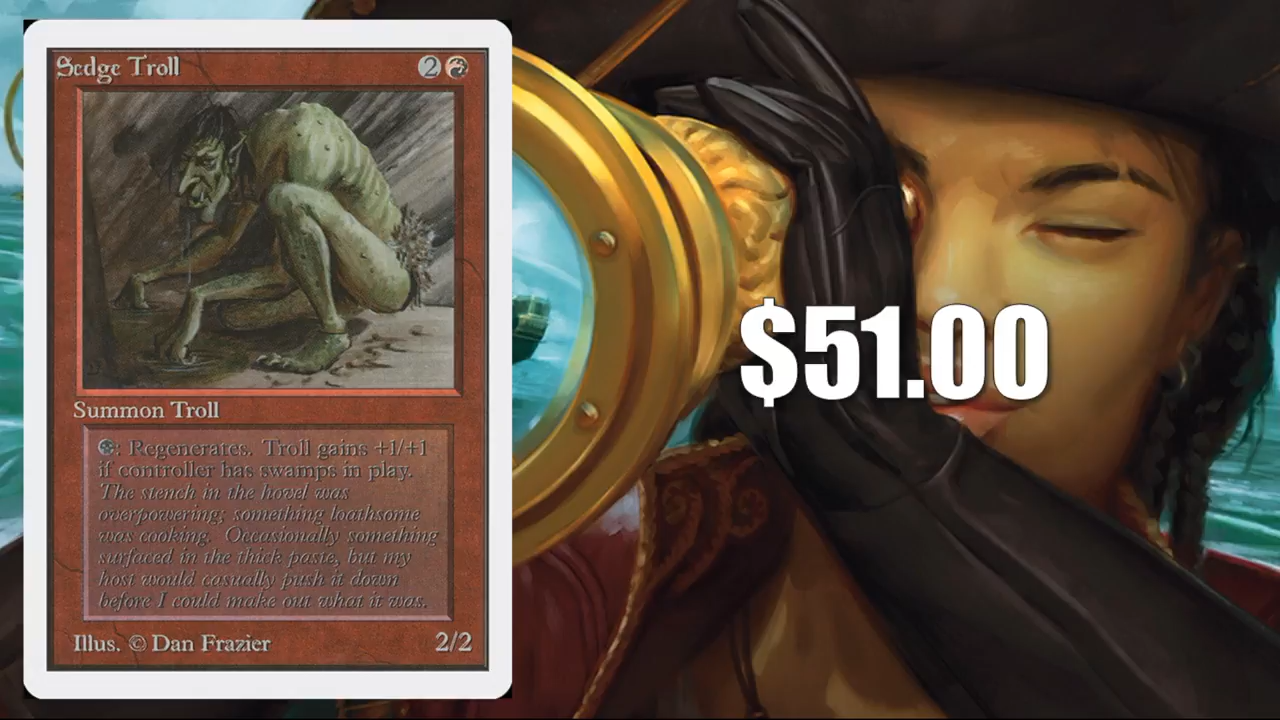 Sedge Troll 2
Summon Troll
: Regenerates. Troll gains +1/+1
if controller has swamps in play.
The stench in the hovel was
overpowering; something loathsome
was cooking. Occasionally something
surfaced in the thick paste, but my
host would casually push it down
before I could make out what it was.
Illus. © Dan Frazier 2/2
$51.00